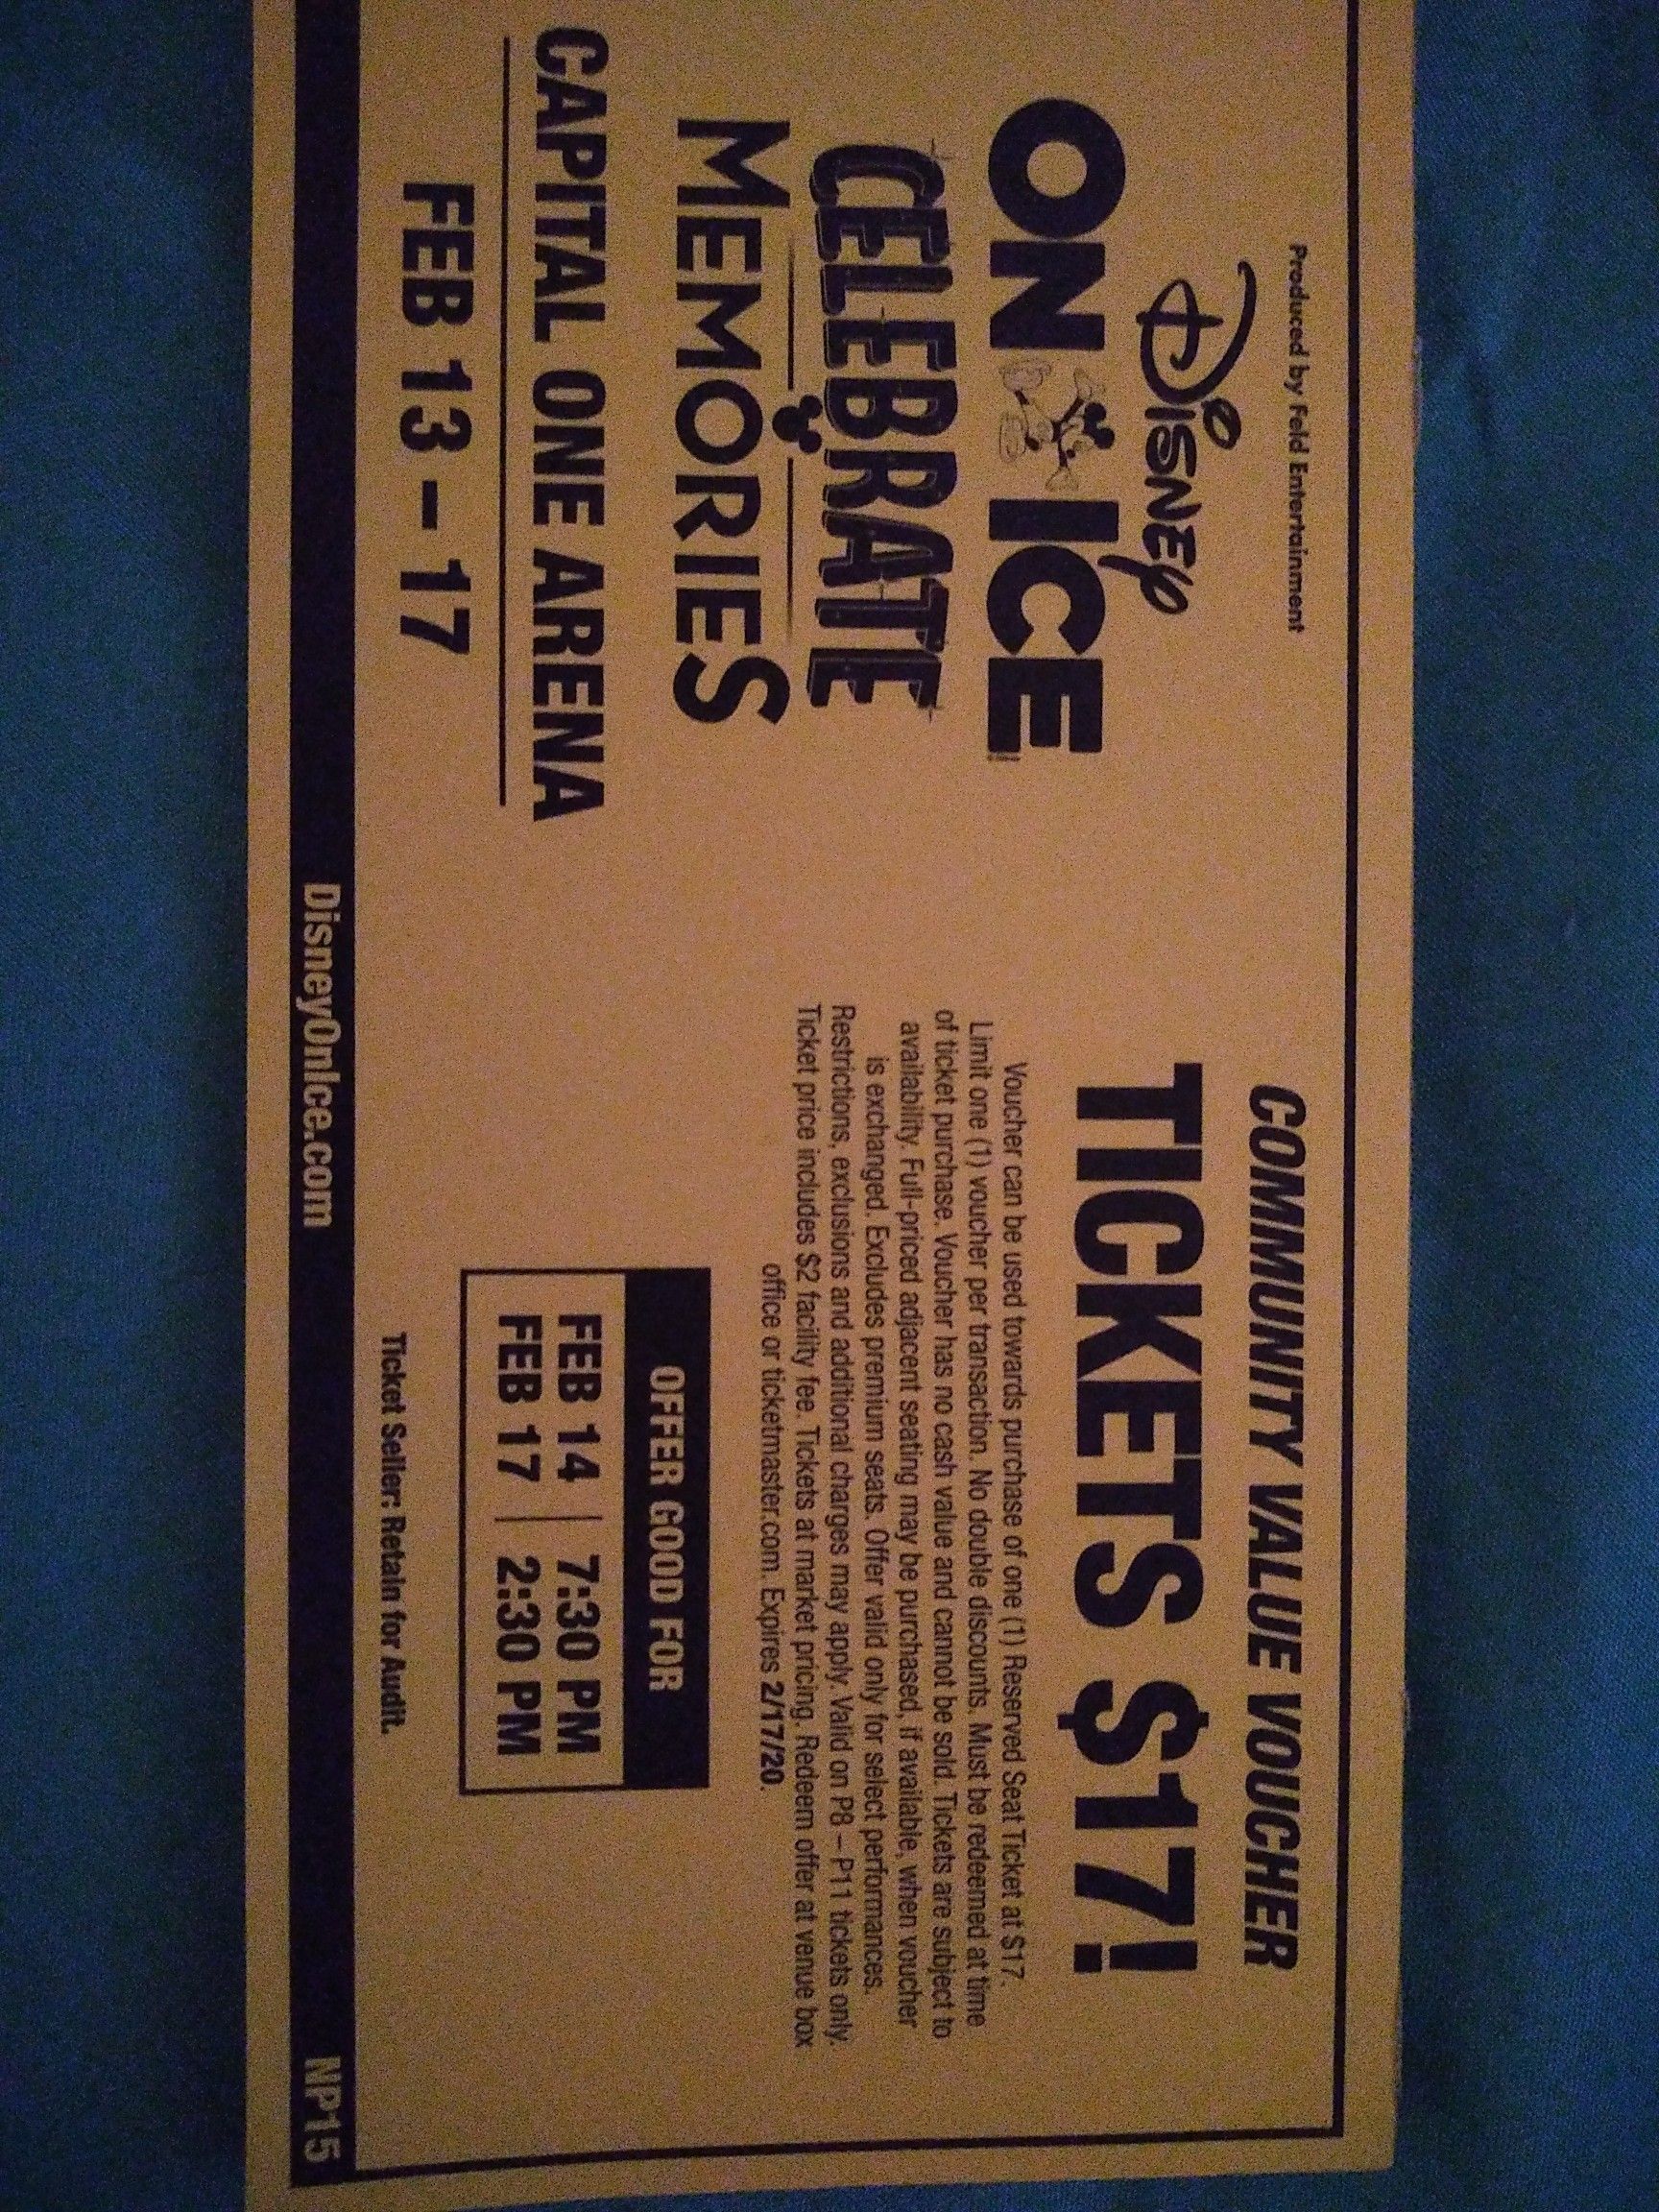 Produced by Feld Entertainment
Disney
ON ICE
CELEBRATE
MEMORIES
CAPITAL ONE ARENA
FEB 13 – 17
COMMUNITY VALUE VOUCHER
TICKETS $17!
Voucher can be used towards purchase of one (1) Reserved Seat Ticket at $17.
Limit one (1) voucher per transaction. No double discounts. Must be redeemed at time
of ticket purchase. Voucher has no cash value and cannot be sold. Tickets are subject to
availability. Full-priced adjacent seating may be purchased, if available, when voucher
is exchanged. Excludes premium seats. Offer valid only for select performances.
Restrictions, exclusions and additional charges may apply. Valid on P8 – P11 tickets only.
Ticket price includes $2 facility fee. Tickets at market pricing. Redeem offer at venue box
office or ticketmaster.com. Expires 2/17/20.
OFFER GOOD FOR
FEB 14 | 7:30 PM
FEB 17 | 2:30 PM
Ticket Seller: Retain for Audit.
DisneyOnIce.com
NP15